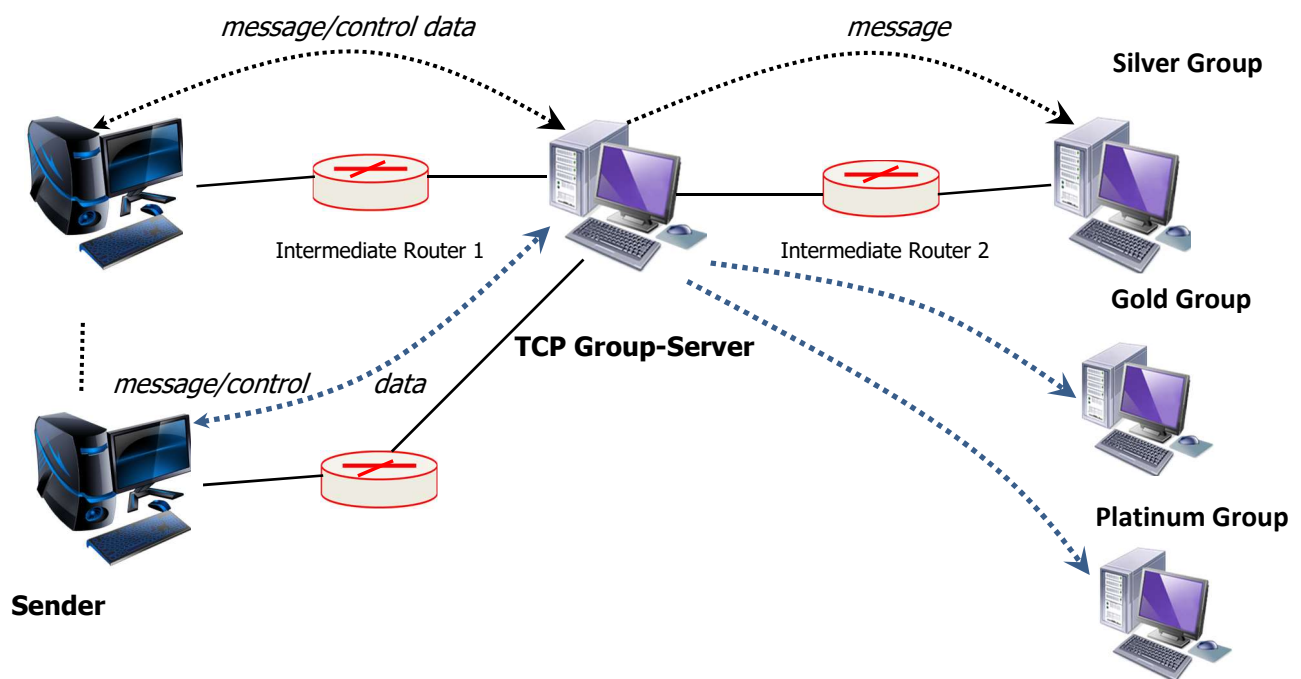 message/control data
message
Silver Group
Intermediate Router 1
Intermediate Router 2
Gold Group
TCP Group-Server
message/control data
Platinum Group
Sender